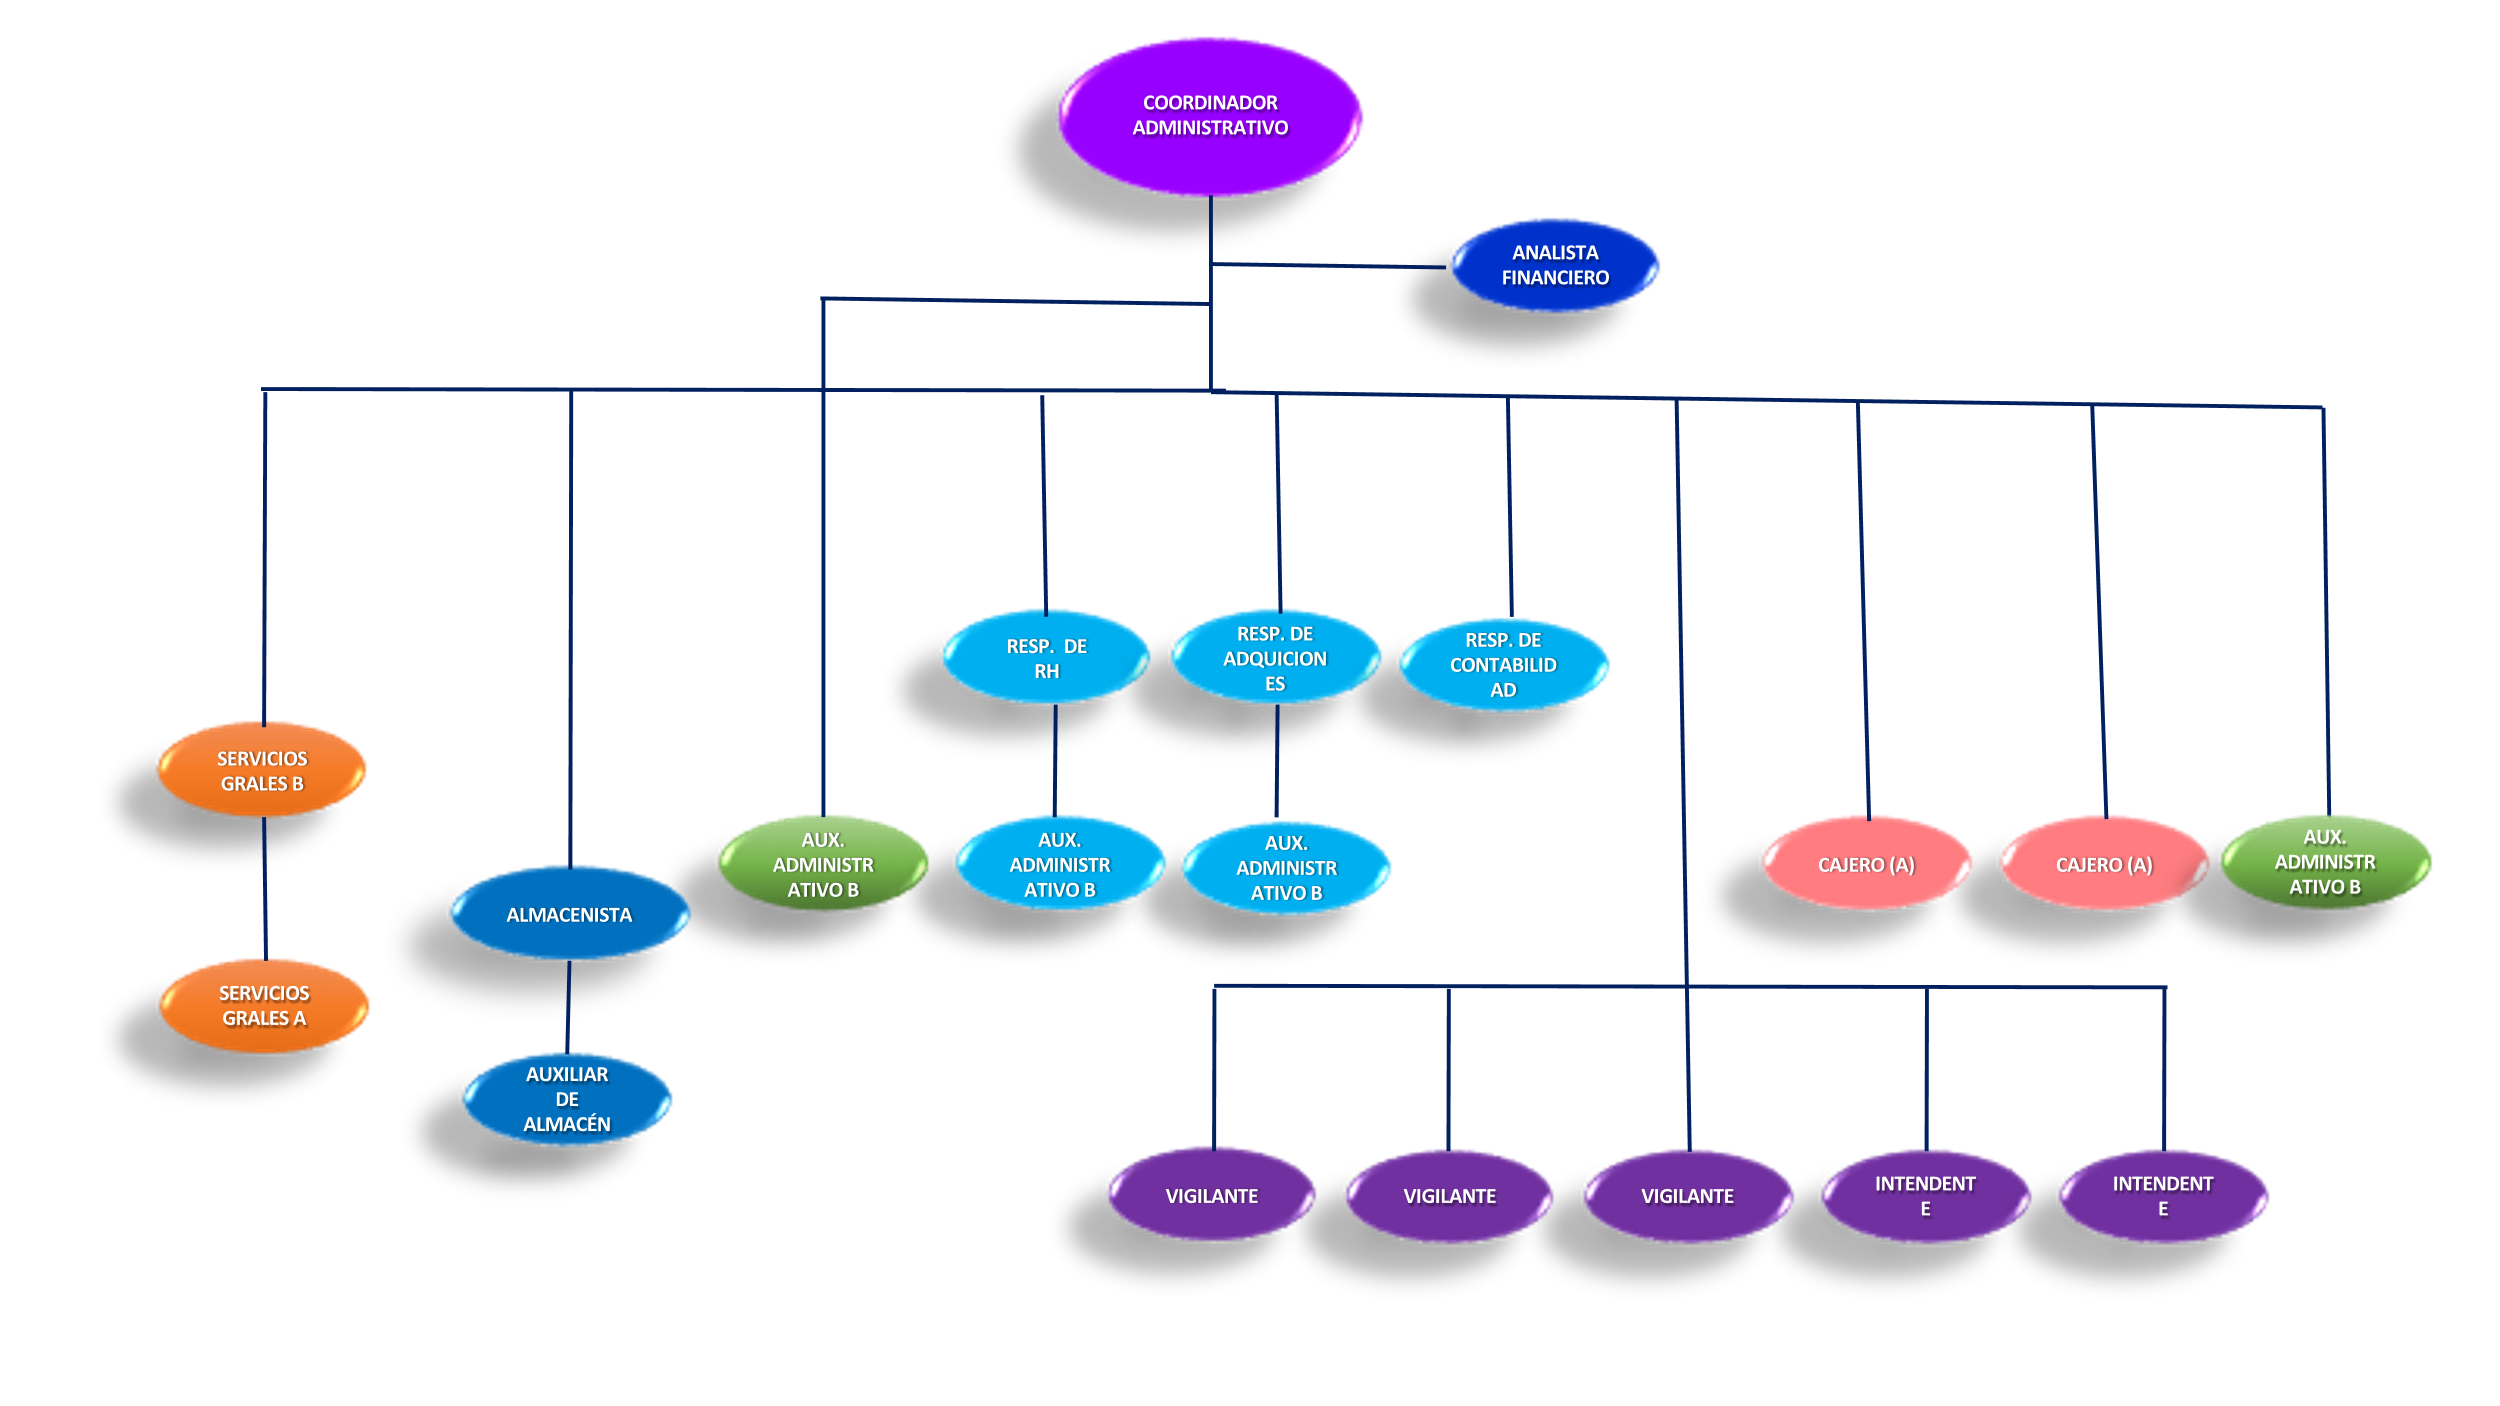 COORDINADOR
ADMINISTRATIVO
ANALISTA
FINANCIERO
RESP.  DE
RH
RESP. DE
ADQUICION
ES
RESP. DE
CONTABILID
AD
SERVICIOS
GRALES B
ALMACENISTA
AUX.
ADMINISTR
ATIVO B
AUX.
ADMINISTR
ATIVO B
AUX.
ADMINISTR
ATIVO B
CAJERO (A)
CAJERO (A)
AUX.
ADMINISTR
ATIVO B
SERVICIOS
GRALES A
AUXILIAR
DE
ALMACÉN
VIGILANTE
VIGILANTE
VIGILANTE
INTENDENT
E
INTENDENT
E